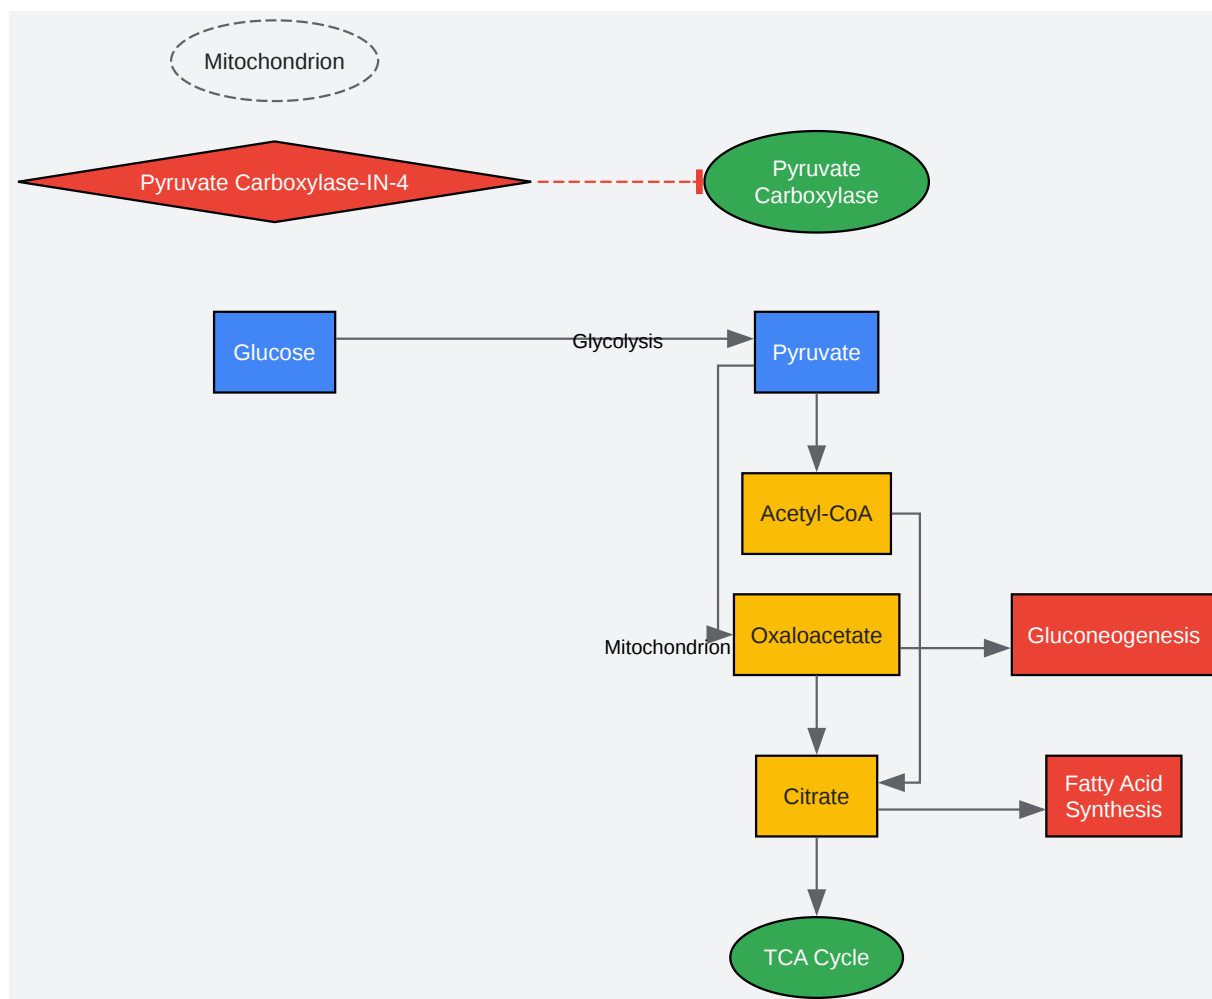 Mitochondrion
Pyruvate Carboxylase-IN-4
Pyruvate
Carboxylase
Glucose
Glycolysis
Pyruvate
Acetyl-CoA
Mitochondrion
Oxaloacetate
Gluconeogenesis
Citrate
Fatty Acid
Synthesis
TCA Cycle